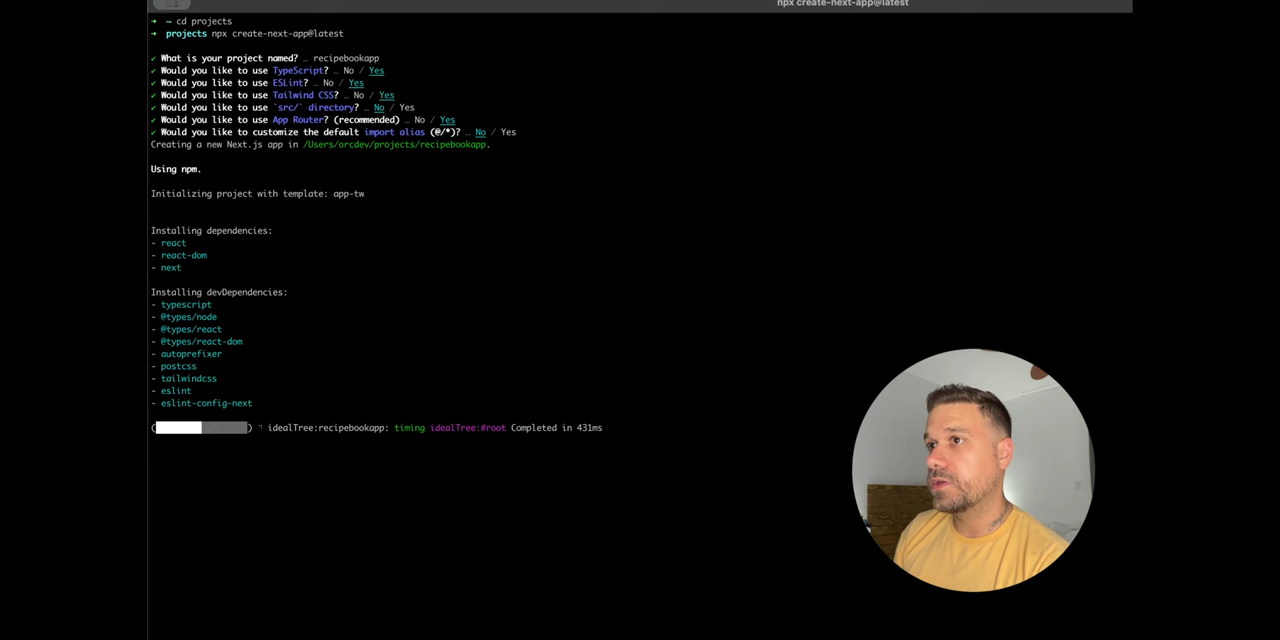 npx create-next-app@latest
➜ ~ cd projects
➜ projects npx create-next-app@latest
✔ What is your project named? … recipebookapp
✔ Would you like to use TypeScript? … No / Yes
✔ Would you like to use ESLint? … No / Yes
✔ Would you like to use Tailwind CSS? … No / Yes
✔ Would you like to use `src/` directory? … No / Yes
✔ Would you like to use App Router? (recommended) … No / Yes
✔ Would you like to customize the default import alias (@/*)? … No / Yes
Creating a new Next.js app in /Users/orcdev/projects/recipebookapp.
Using npm.
Initializing project with template: app-tw
Installing dependencies:
- react
- react-dom
- next
Installing devDependencies:
- typescript
- @types/node
- @types/react
- @types/react-dom
- autoprefixer
- postcss
- tailwindcss
- eslint
- eslint-config-next
( ) ⠙ idealTree:recipebookapp: timing idealTree:#root Completed in 431ms